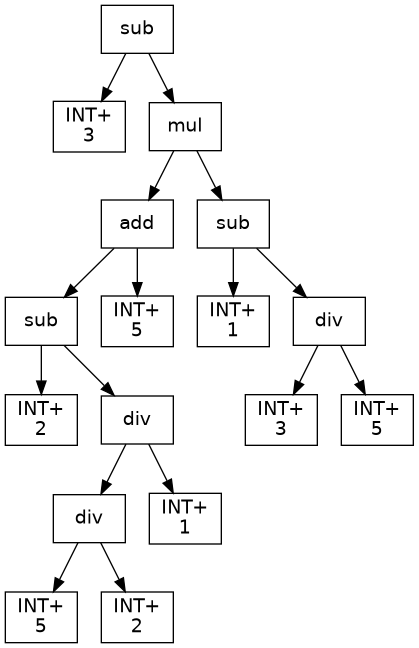 sub
INT+
3
mul
add
sub
sub
INT+
5
INT+
1
div
INT+
2
div
INT+
3
INT+
5
div
INT+
1
INT+
5
INT+
2